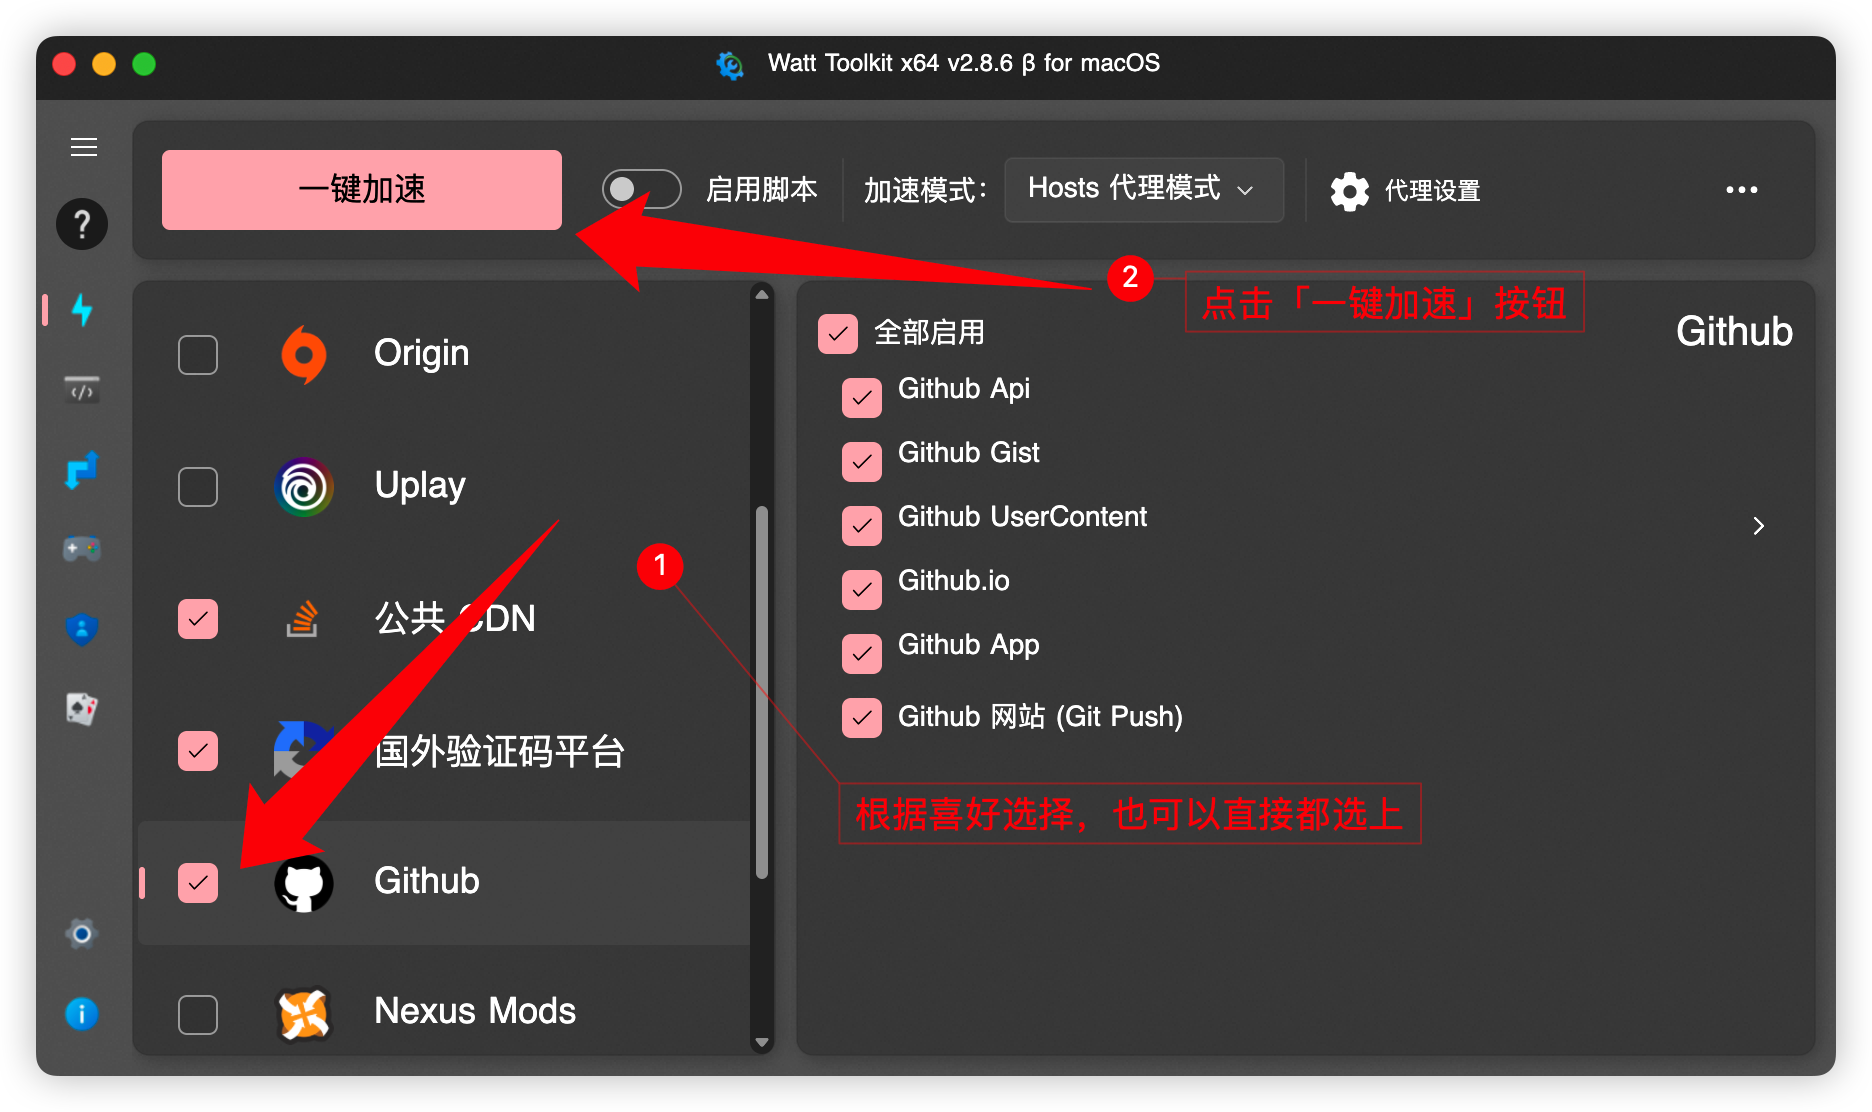 Watt Toolkit x64 v2.8.6 β for macOS
一键加速
启用脚本
加速模式：
Hosts 代理模式
代理设置
2
点击「一键加速」按钮
Origin
Uplay
公共 CDN
国外验证码平台
Github
Nexus Mods
1
全部启用
Github
Github Api
Github Gist
Github UserContent
Github.io
Github App
Github 网站 (Git Push)
根据喜好选择，也可以直接都选上